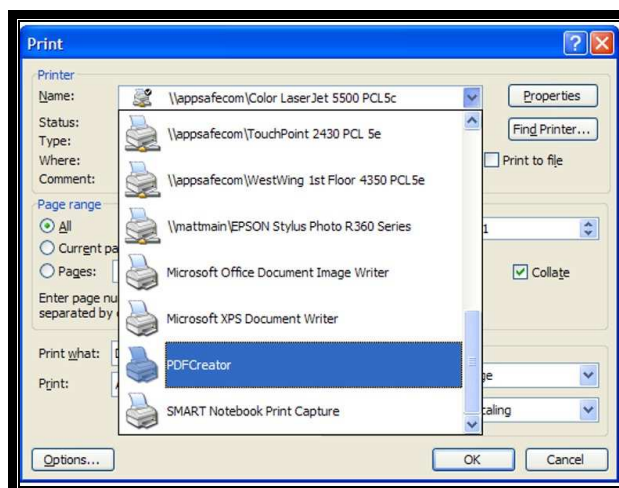 Print
Printer
Name: \\appsafecom\Color LaserJet 5500 PCL5c Properties
Status: \\appsafecom\TouchPoint 2430 PCL 5e Find Printer...
Type:
Where: \\appsafecom\WestWing 1st Floor 4350 PCL5e Print to file
Comment:
Page range
All \\mattmain\EPSON Stylus Photo R360 Series 1
Current pa
Pages: Microsoft Office Document Image Writer Collate
Enter page nu
separated by Microsoft XPS Document Writer
Print what: PDFCreator
Print: SMART Notebook Print Capture
Options... OK Cancel